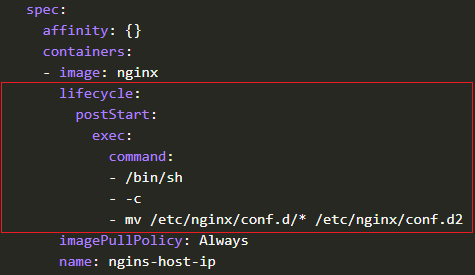 spec:
affinity: {}
containers:
- image: nginx
lifecycle:
postStart:
exec:
command:
- /bin/sh
- -c
- mv /etc/nginx/conf.d/* /etc/nginx/conf.d2
imagePullPolicy: Always
name: ngins-host-ip